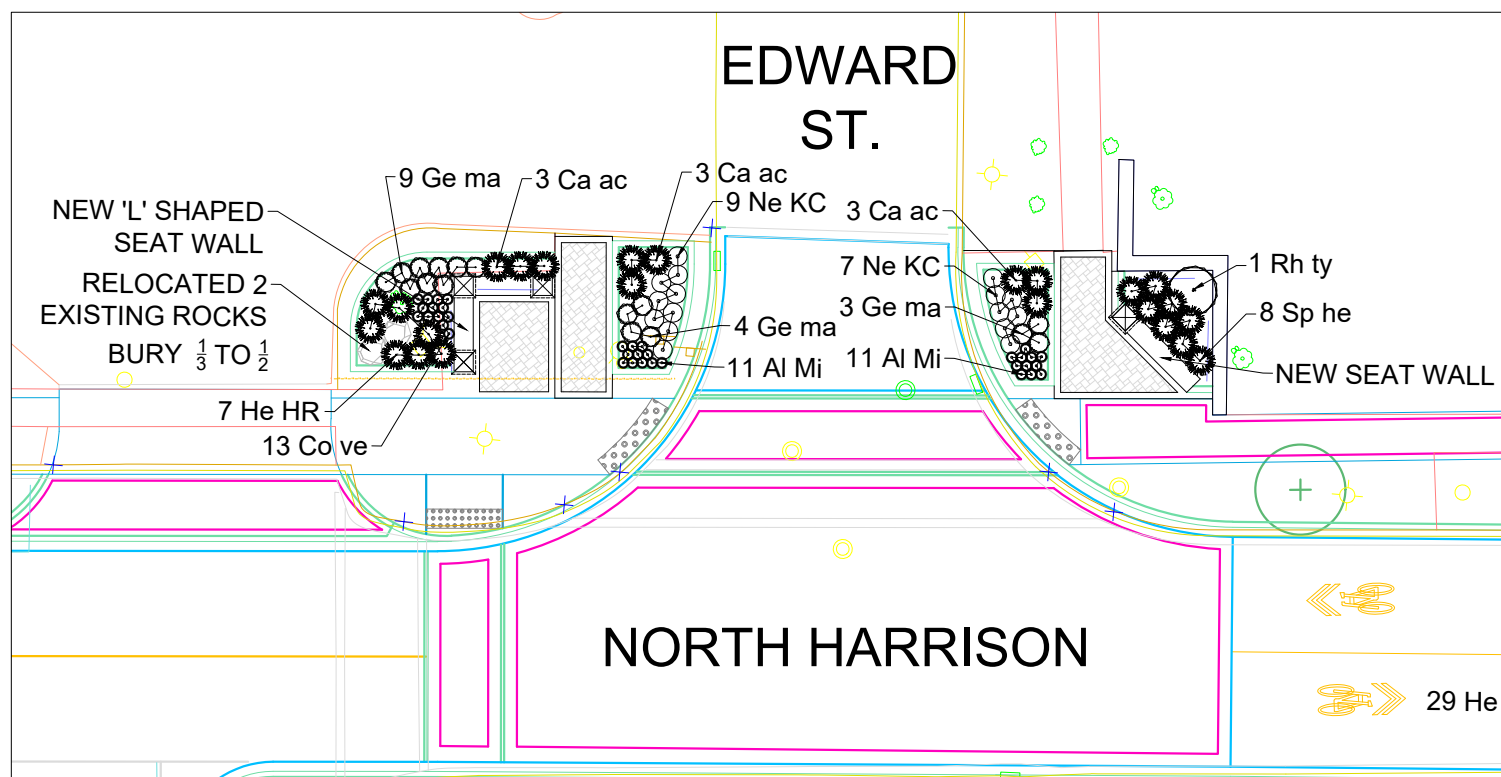 EDWARD
ST.
9 Ge ma
3 Ca ac
3 Ca ac
9 Ne KC
NEW 'L' SHAPED
SEAT WALL
RELOCATED 2
EXISTING ROCKS
BURY 1/3 TO 1/2
7 He HR
13 Co ve
4 Ge ma
11 Al Mi
3 Ca ac
7 Ne KC
3 Ge ma
11 Al Mi
1 Rh ty
8 Sp he
NEW SEAT WALL
NORTH HARRISON
29 He